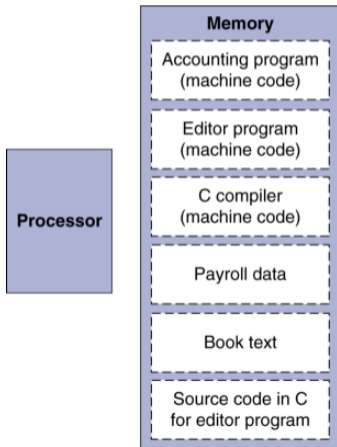 Memory
Accounting program
(machine code)
Editor program
(machine code)
C compiler
(machine code)
Processor
Payroll data
Book text
Source code in C
for editor program